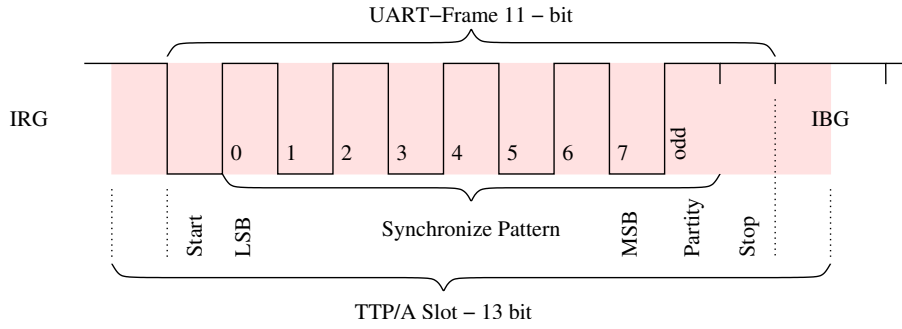 UART−Frame 11 − bit
IRG
IBG
0 1 2 3 4 5 6 7 odd
Start LSB Synchronize Pattern MSB Partity Stop
TTP/A Slot − 13 bit